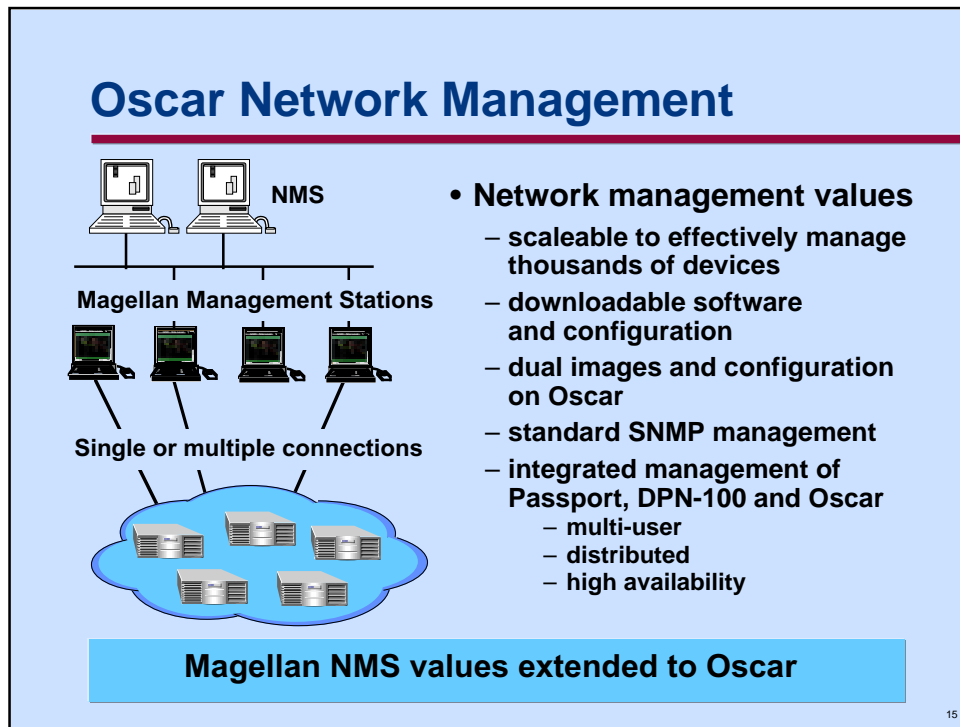 Oscar Network Management
NMS
Magellan Management Stations
Single or multiple connections
• Network management values
– scaleable to effectively manage
thousands of devices
– downloadable software
and configuration
– dual images and configuration
on Oscar
– standard SNMP management
– integrated management of
Passport, DPN-100 and Oscar
– multi-user
– distributed
– high availability
Magellan NMS values extended to Oscar
15